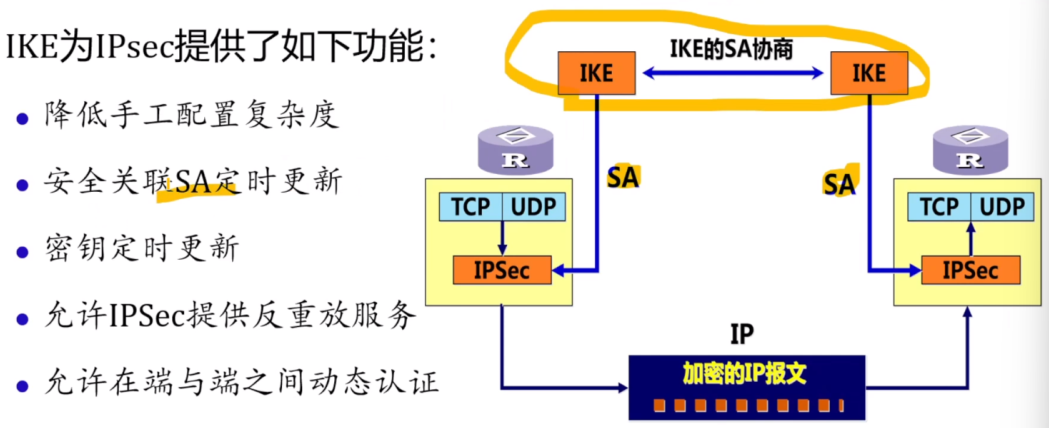 IKE为IPsec提供了如下功能：
降低手工配置复杂度
安全关联SA定时更新
密钥定时更新
允许IPSec提供反重放服务
允许在端与端之间动态认证
IKE的SA协商
IKE
IKE
R
R
SA
SA
TCP UDP
TCP UDP
IPSec
IPSec
IP
加密的IP报文